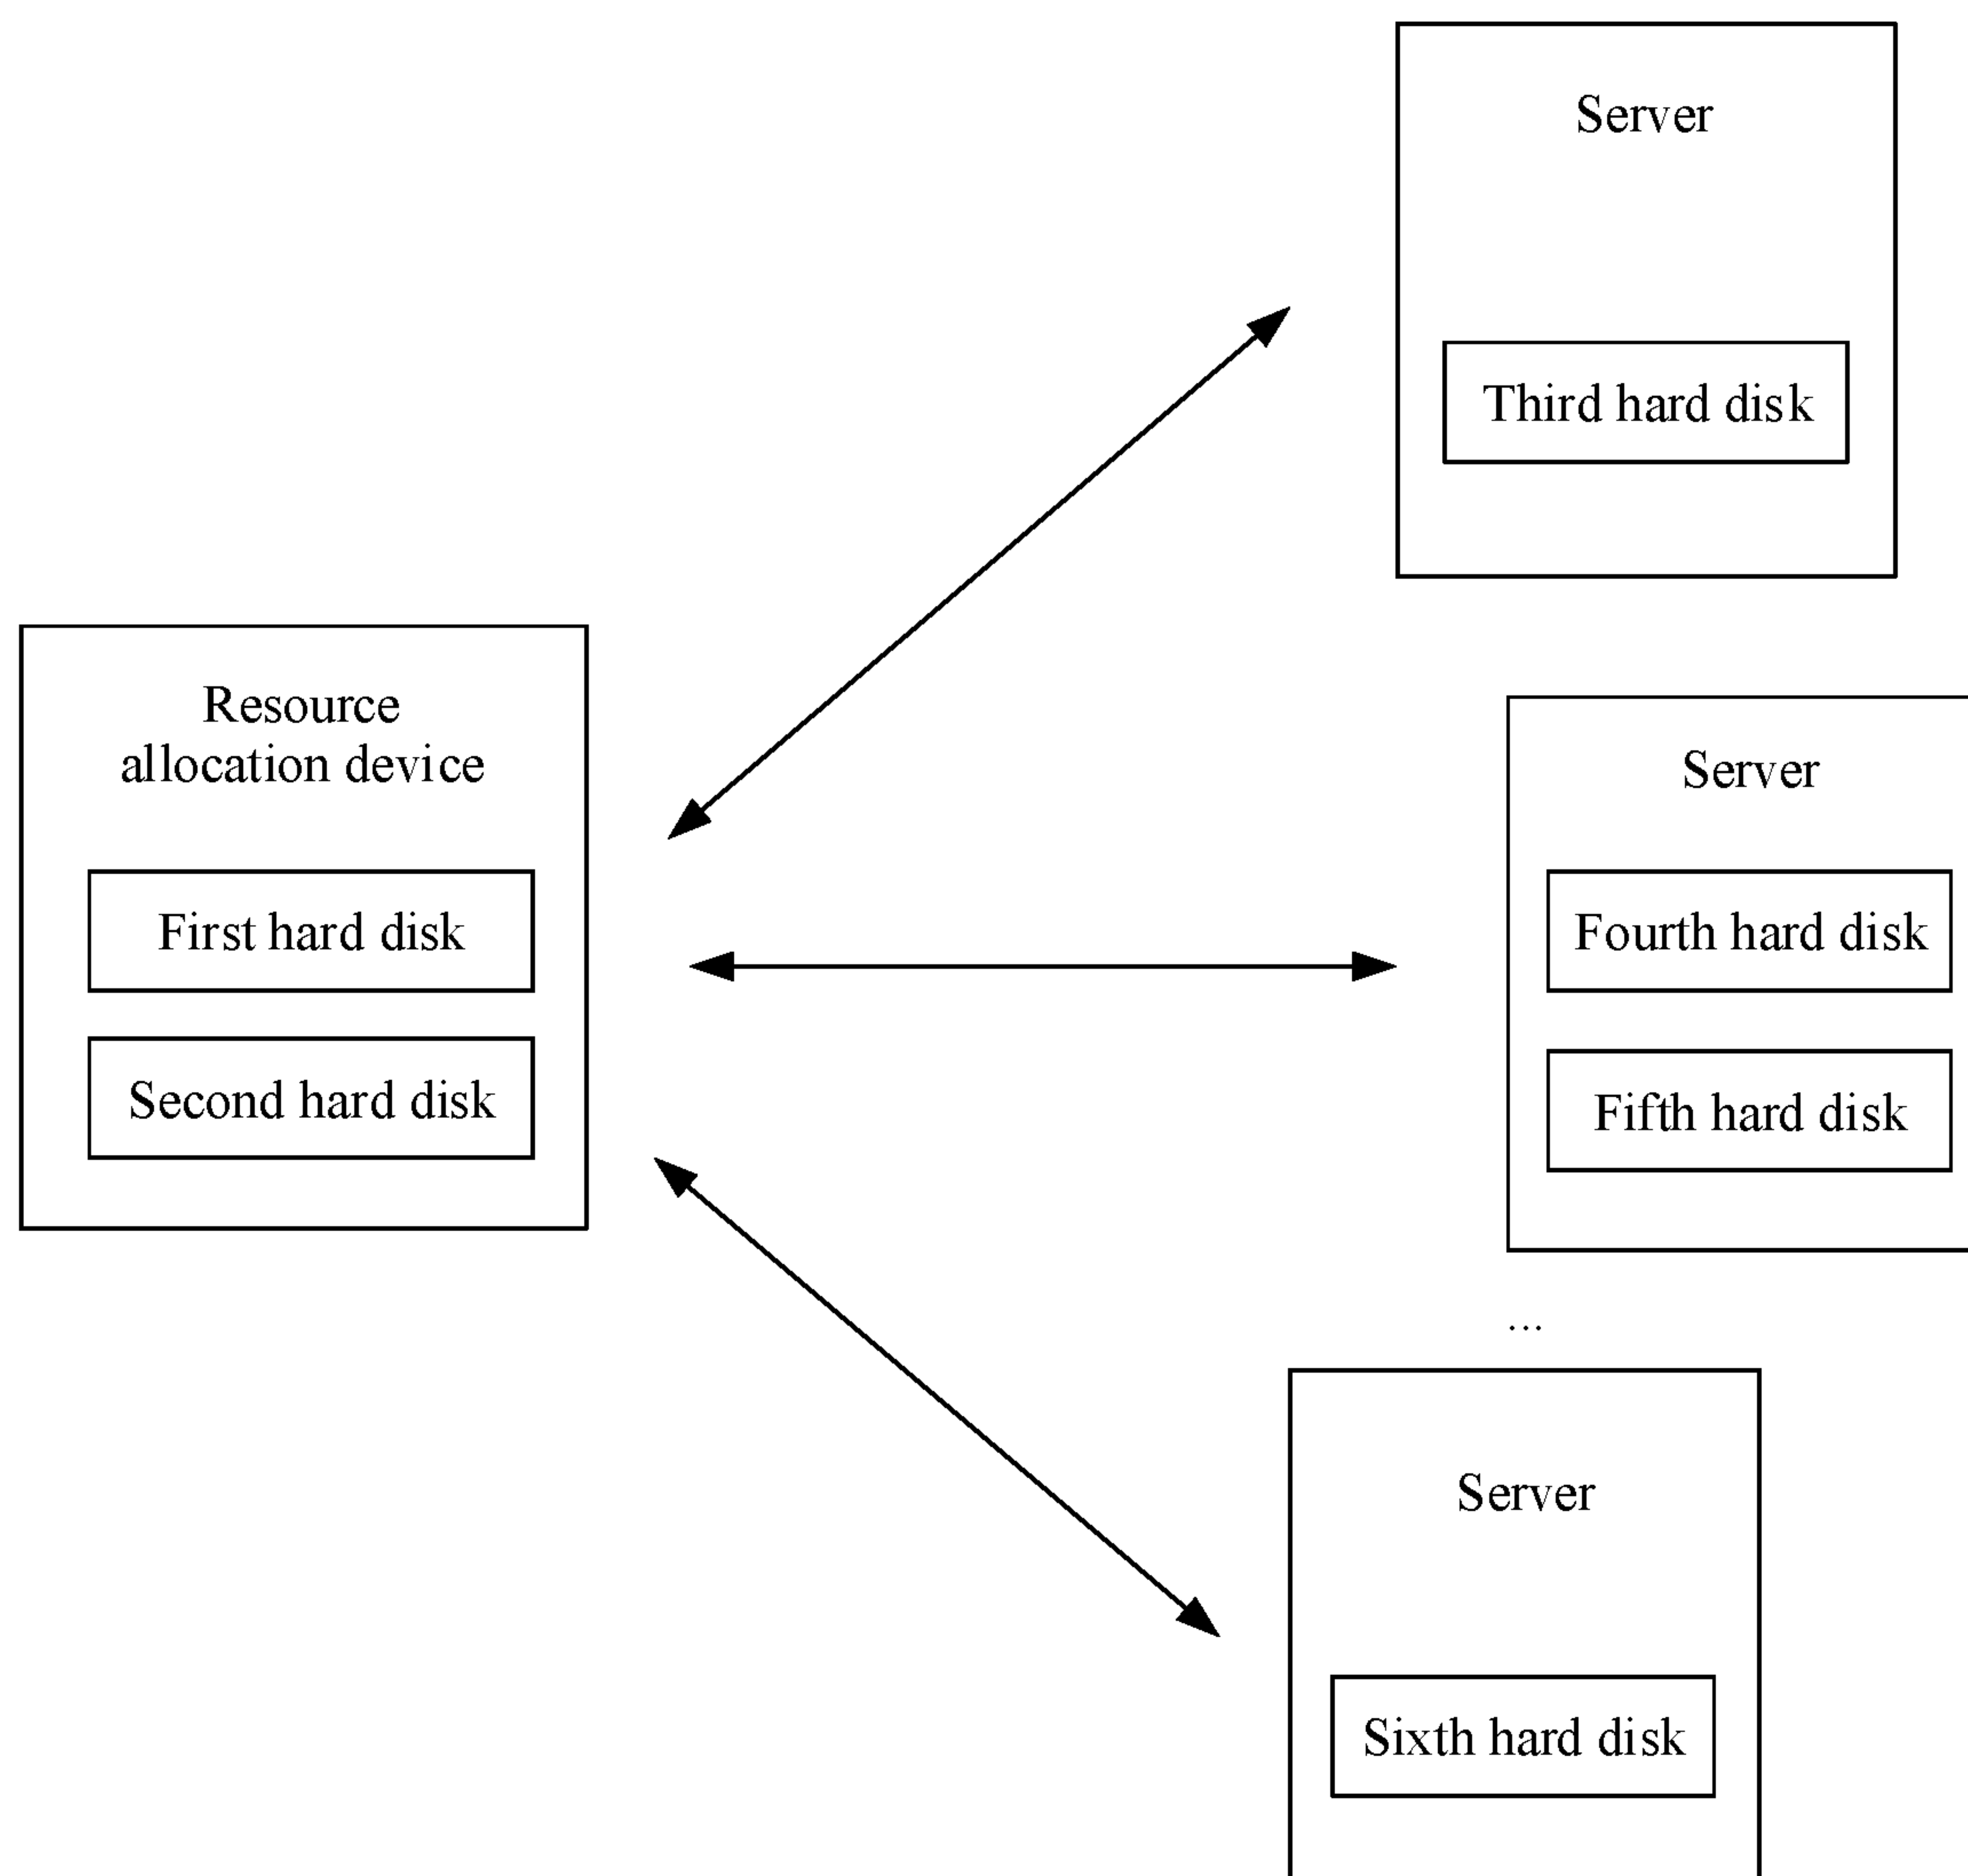 Server
Third hard disk
Resource
allocation device
First hard disk
Second hard disk
Server
Fourth hard disk
Fifth hard disk
...
Server
Sixth hard disk